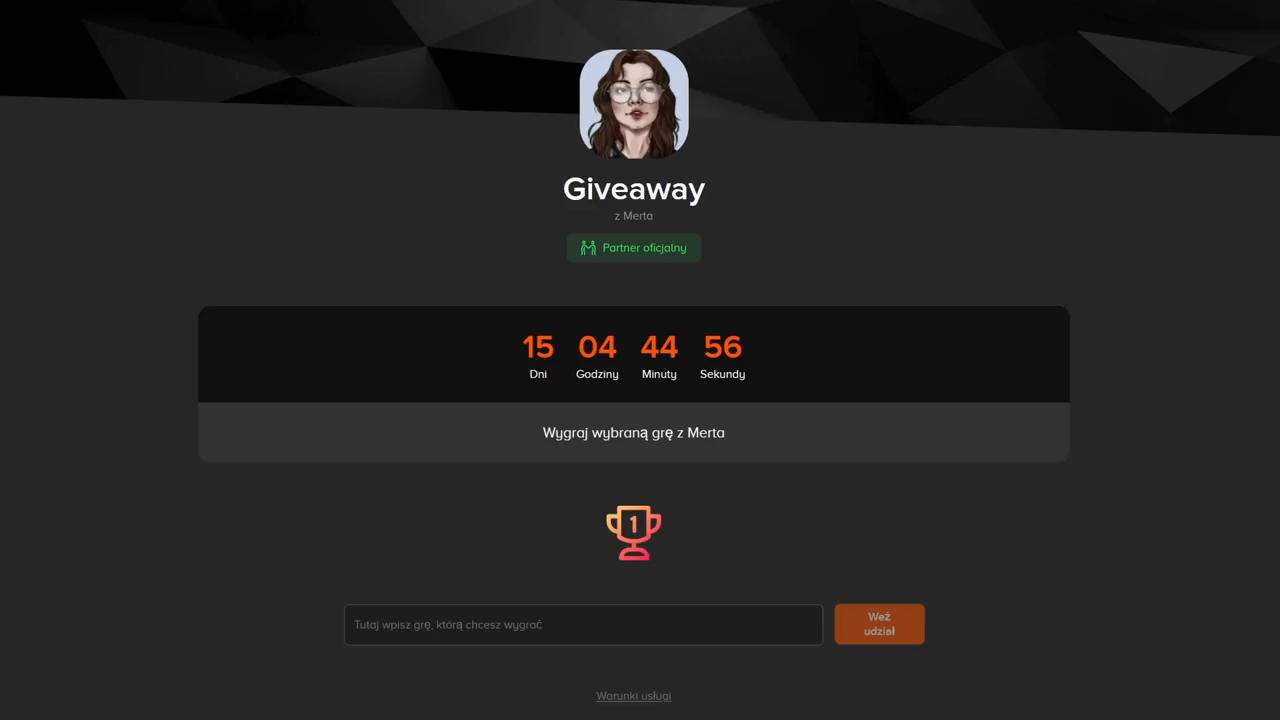 Giveaway
z Merta
Partner oficjalny
15 04 44 56
Dni Godziny Minuty Sekundy
Wygraj wybraną grę z Merta
1
Tutaj wpisz grę, którą chcesz wygrać
Weź
udział
Warunki usługi